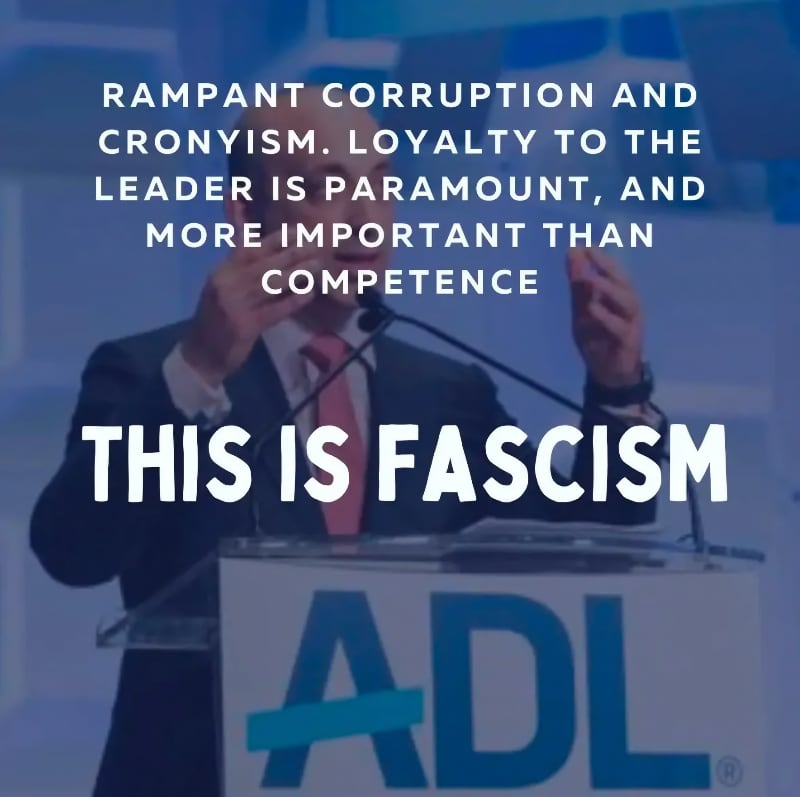 RAMPANT CORRUPTION AND
CRONYISM. LOYALTY TO THE
LEADER IS PARAMOUNT, AND
MORE IMPORTANT THAN
COMPETENCE
THIS IS FASCISM
ADL®